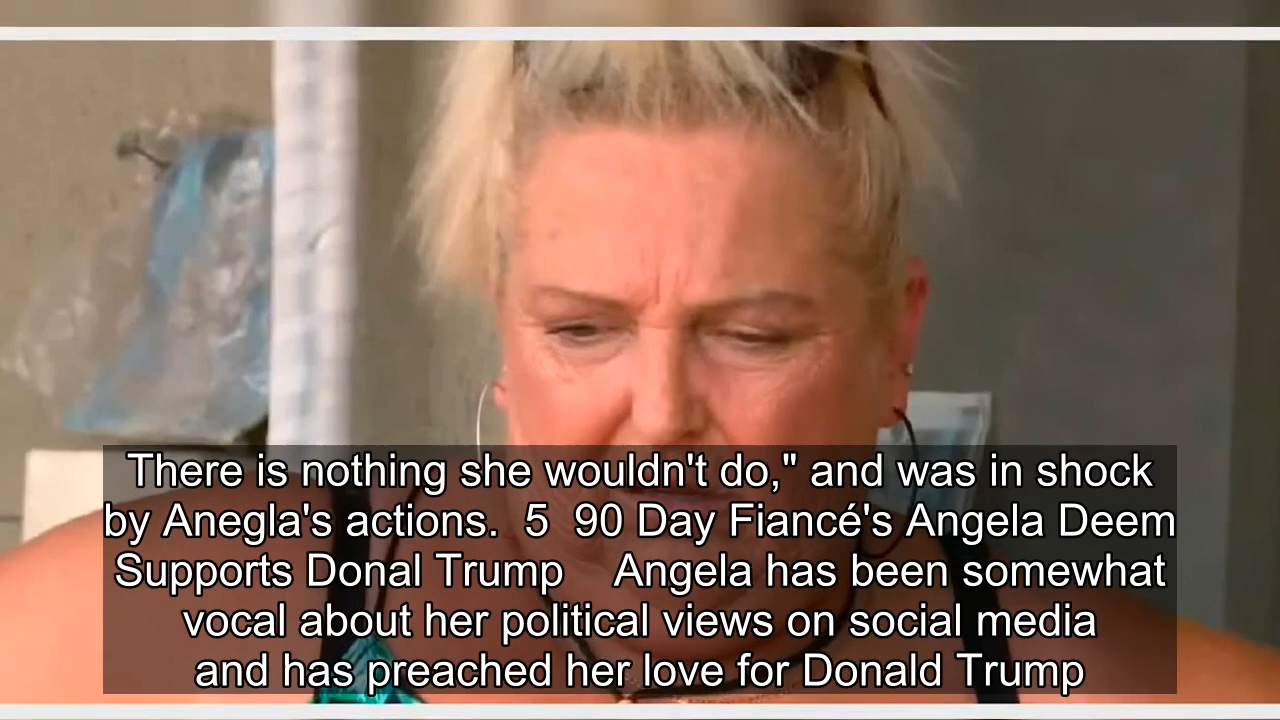 There is nothing she wouldn't do," and was in shock
by Anegla's actions.  5  90 Day Fiancé's Angela Deem
Supports Donal Trump    Angela has been somewhat
vocal about her political views on social media
and has preached her love for Donald Trump